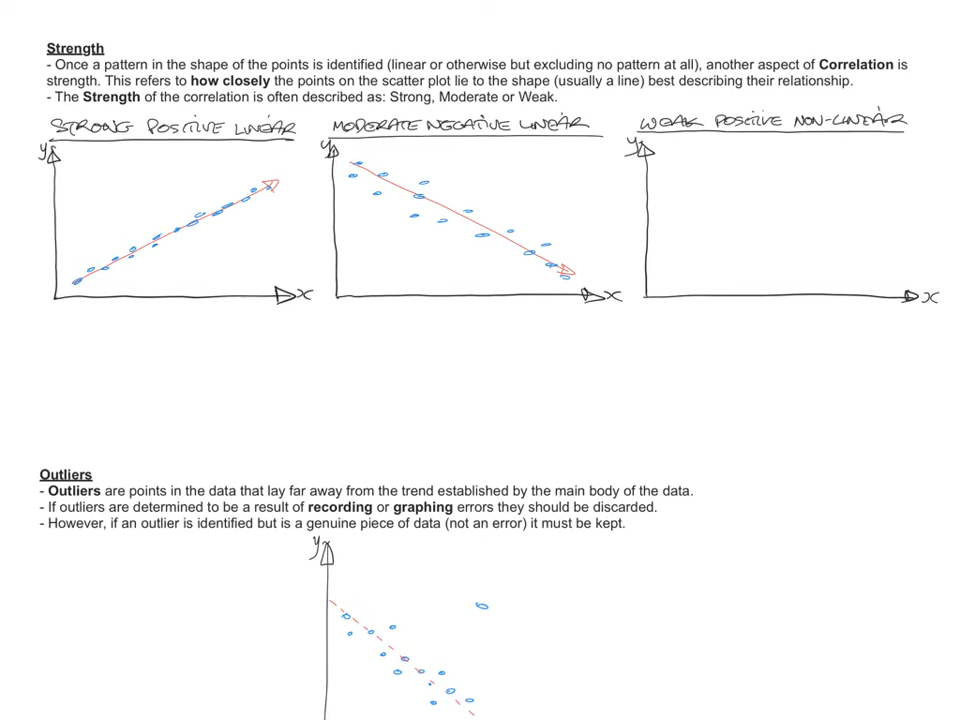 Strength
- Once a pattern in the shape of the points is identified (linear or otherwise but excluding no pattern at all), another aspect of Correlation is
strength. This refers to how closely the points on the scatter plot lie to the shape (usually a line) best describing their relationship.
- The Strength of the correlation is often described as: Strong, Moderate or Weak.
STRONG POSITIVE LINEAR
MODERATE NEGATIVE LINEAR
WEAK POSITIVE NON-LINEAR
y
x
y
x
y
x
Outliers
- Outliers are points in the data that lay far away from the trend established by the main body of the data.
- If outliers are determined to be a result of recording or graphing errors they should be discarded.
- However, if an outlier is identified but is a genuine piece of data (not an error) it must be kept.
y